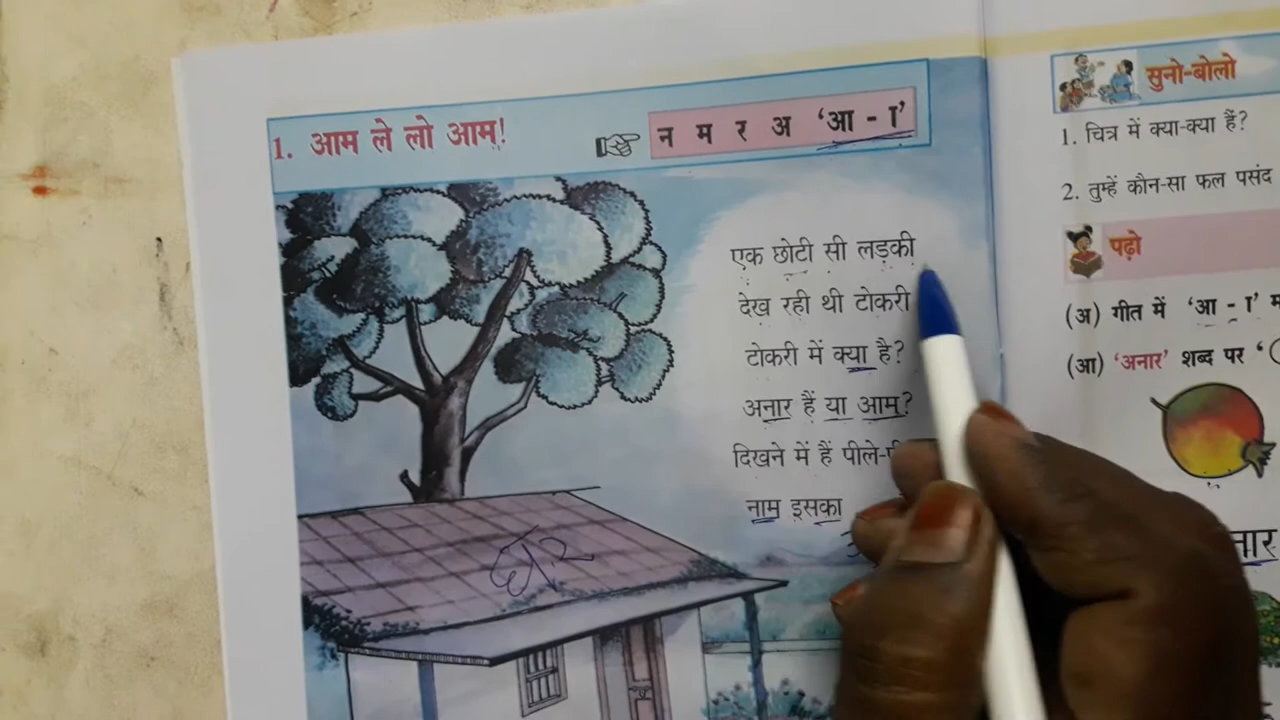 1. आम ले लो आम!
न म र अ ‘आ - ा’
एक छोटी सी लड़की
देख रही थी टोकरी
टोकरी में क्या है?
अनार हैं या आम?
दिखने में हैं पीले-
नाम इसका
घर
सुनो-बोलो
1. चित्र में क्या-क्या हैं?
2. तुम्हें कौन-सा फल पसंद
पढ़ो
(अ) गीत में ‘आ - ा’
(आ) ‘अनार’ शब्द पर ‘